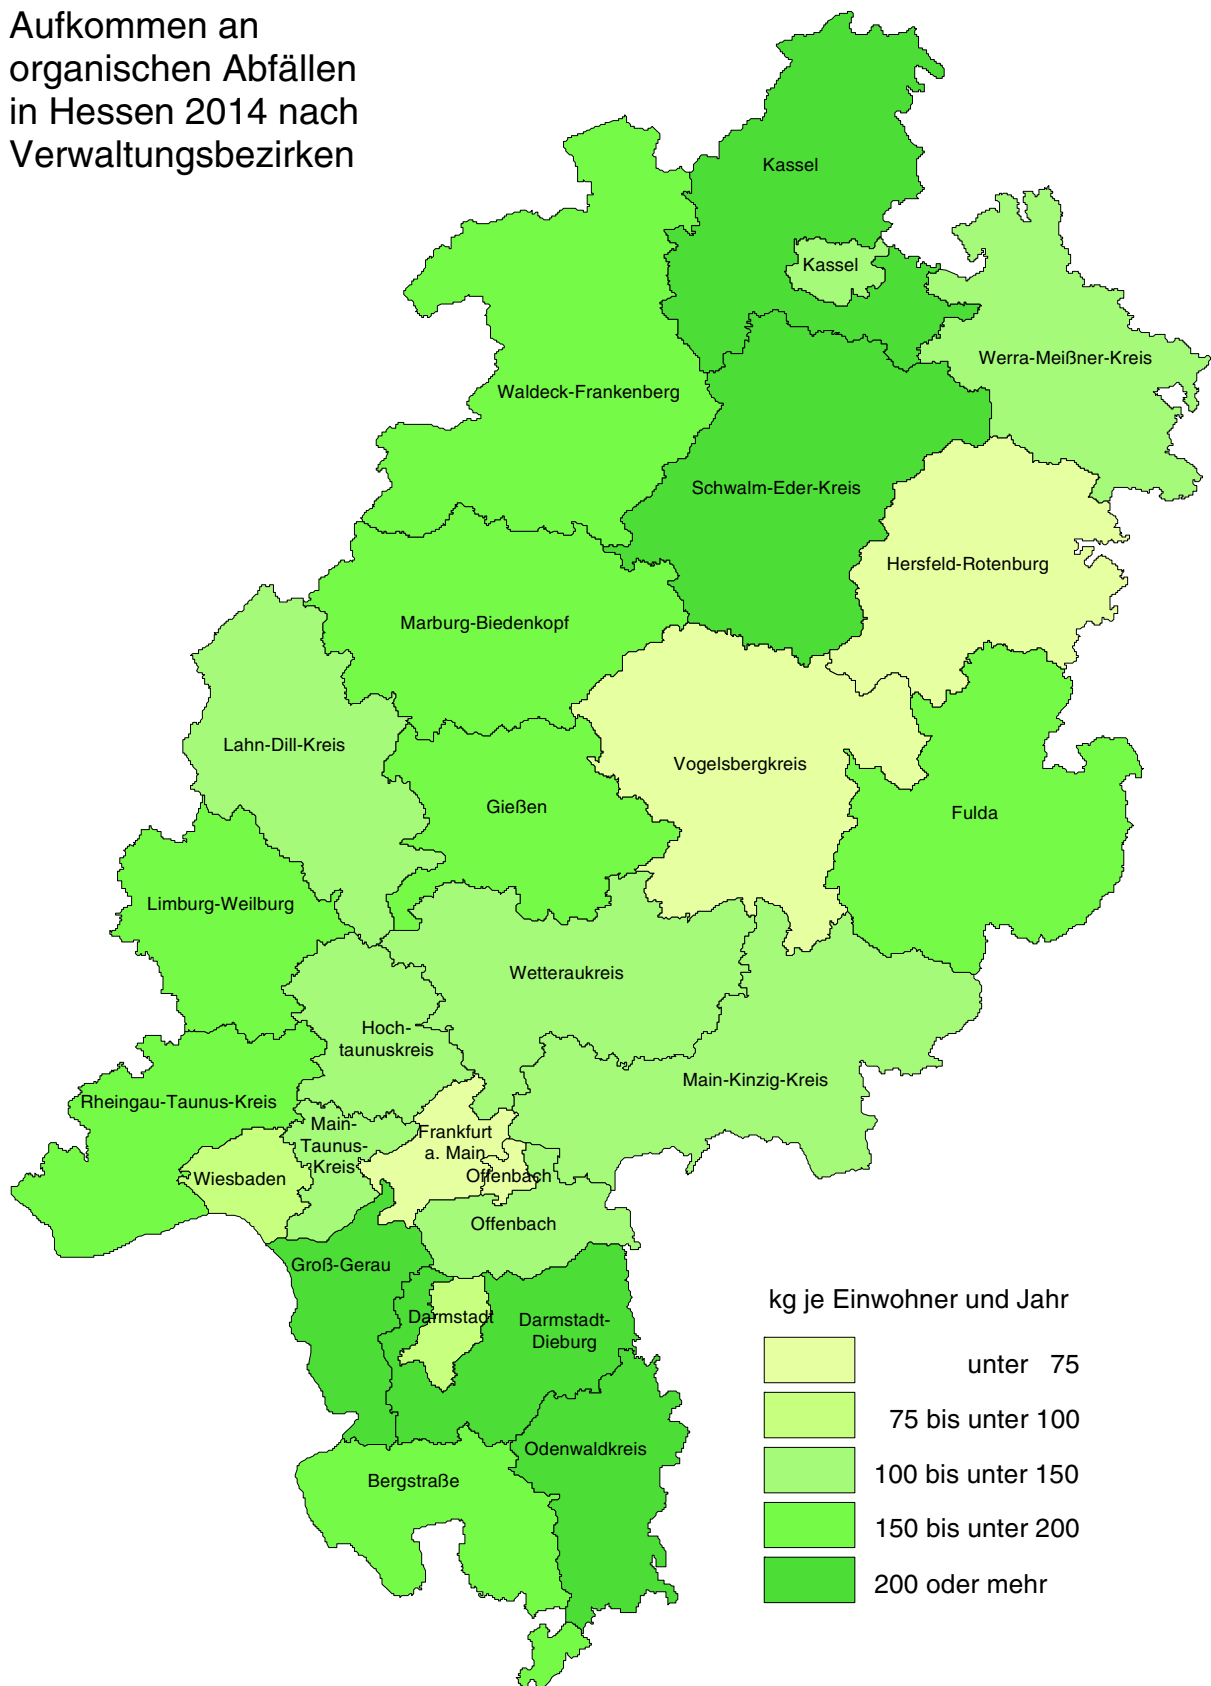 Aufkommen an
organischen Abfällen
in Hessen 2014 nach
Verwaltungsbezirken
Kassel
Kassel
Werra-Meißner-Kreis
Waldeck-Frankenberg
Schwalm-Eder-Kreis
Hersfeld-Rotenburg
Marburg-Biedenkopf
Lahn-Dill-Kreis
Vogelsbergkreis
Gießen
Fulda
Limburg-Weilburg
Wetteraukreis
Hoch-
taunuskreis
Main-Kinzig-Kreis
Rheingau-Taunus-Kreis
Main-
Taunus-
Kreis
Frankfurt
a. Main
Wiesbaden
Offenbach
Offenbach
Groß-Gerau
Darmstadt
Darmstadt-
Dieburg
Odenwaldkreis
Bergstraße
kg je Einwohner und Jahr
unter 75
75 bis unter 100
100 bis unter 150
150 bis unter 200
200 oder mehr